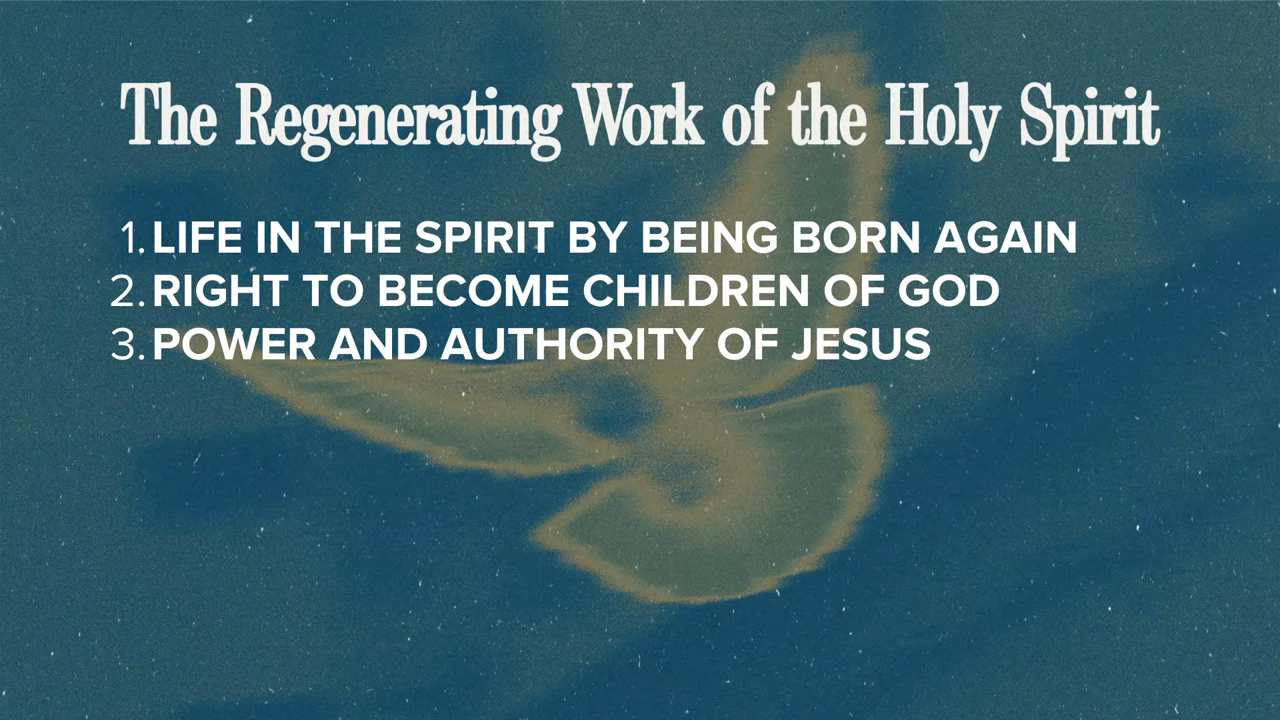 The Regenerating Work of the Holy Spirit
1. LIFE IN THE SPIRIT BY BEING BORN AGAIN
2. RIGHT TO BECOME CHILDREN OF GOD
3. POWER AND AUTHORITY OF JESUS